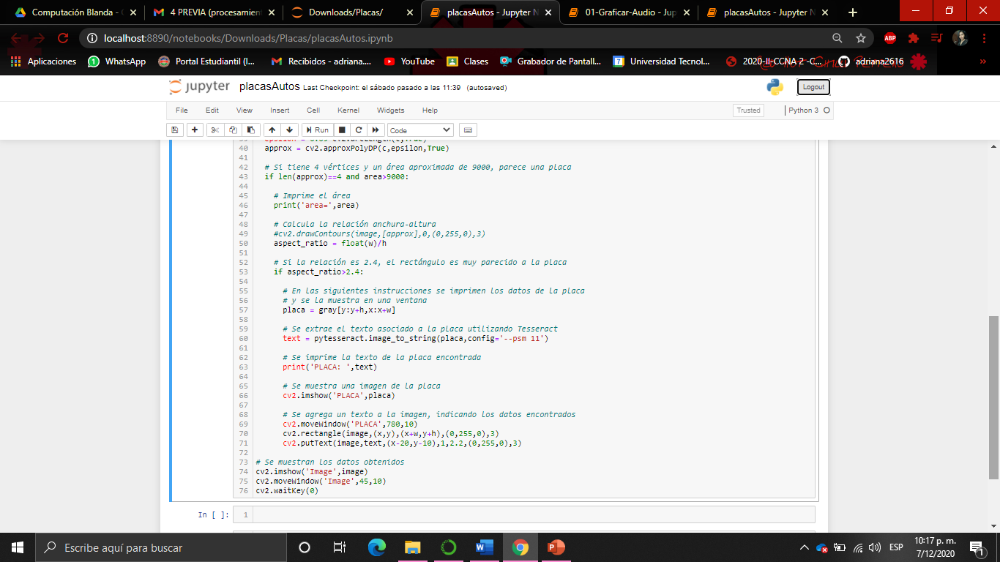 Computación Blanda - C
4 PREVIA (procesamien
Downloads/Placas/
placasAutos - Jupyter N
01-Graficar-Audio - Jup
placasAutos - Jupyter N
localhost:8890/notebooks/Downloads/Placas/placasAutos.ipynb
ABP
Aplicaciones
WhatsApp
Portal Estudiantil (I...
Recibidos - adriana....
YouTube
Clases
Grabador de Pantall...
7
Universidad Tecnol...
2020-II-CCNA 2 -C...
adriana2616
»
jupyter placasAutos Last Checkpoint: el sábado pasado a las 11:39 (autosaved)
Logout
File Edit View Insert Cell Kernel Widgets Help
Trusted
Python 3
Run
Code
40 approx = cv2.approxPolyDP(c,epsilon,True)
41
42 # Si tiene 4 vértices y un área aproximada de 9000, parece una placa
43 if len(approx)==4 and area>9000:
44
45 # Imprime el área
46 print('area=',area)
47
48 # Calcula la relación anchura-altura
49 #cv2.drawContours(image,[approx],0,(0,255,0),3)
50 aspect_ratio = float(w)/h
51
52 # Si la relación es 2.4, el rectángulo es muy parecido a la placa
53 if aspect_ratio>2.4:
54
55 # En las siguientes instrucciones se imprimen los datos de la placa
56 # y se la muestra en una ventana
57 placa = gray[y:y+h,x:x+w]
58
59 # Se extrae el texto asociado a la placa utilizando Tesseract
60 text = pytesseract.image_to_string(placa,config='--psm 11')
61
62 # Se imprime la texto de la placa encontrada
63 print('PLACA: ',text)
64
65 # Se muestra una imagen de la placa
66 cv2.imshow('PLACA',placa)
67
68 # Se agrega un texto a la imagen, indicando los datos encontrados
69 cv2.moveWindow('PLACA',780,10)
70 cv2.rectangle(image,(x,y),(x+w,y+h),(0,255,0),3)
71 cv2.putText(image,text,(x-20,y-10),1,2.2,(0,255,0),3)
72
73 # Se muestran los datos obtenidos
74 cv2.imshow('Image',image)
75 cv2.moveWindow('Image',45,10)
76 cv2.waitKey(0)
In [ ]: 1
Escribe aquí para buscar
ESP
10:17 p. m.
7/12/2020
1